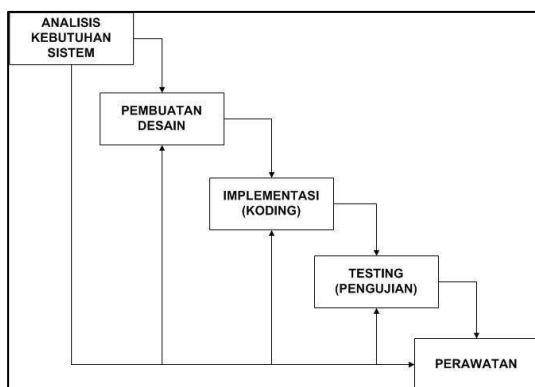 ANALISIS
KEBUTUHAN
SISTEM
PEMBUATAN
DESAIN
IMPLEMENTASI
(KODING)
TESTING
(PENGUJIAN)
PERAWATAN